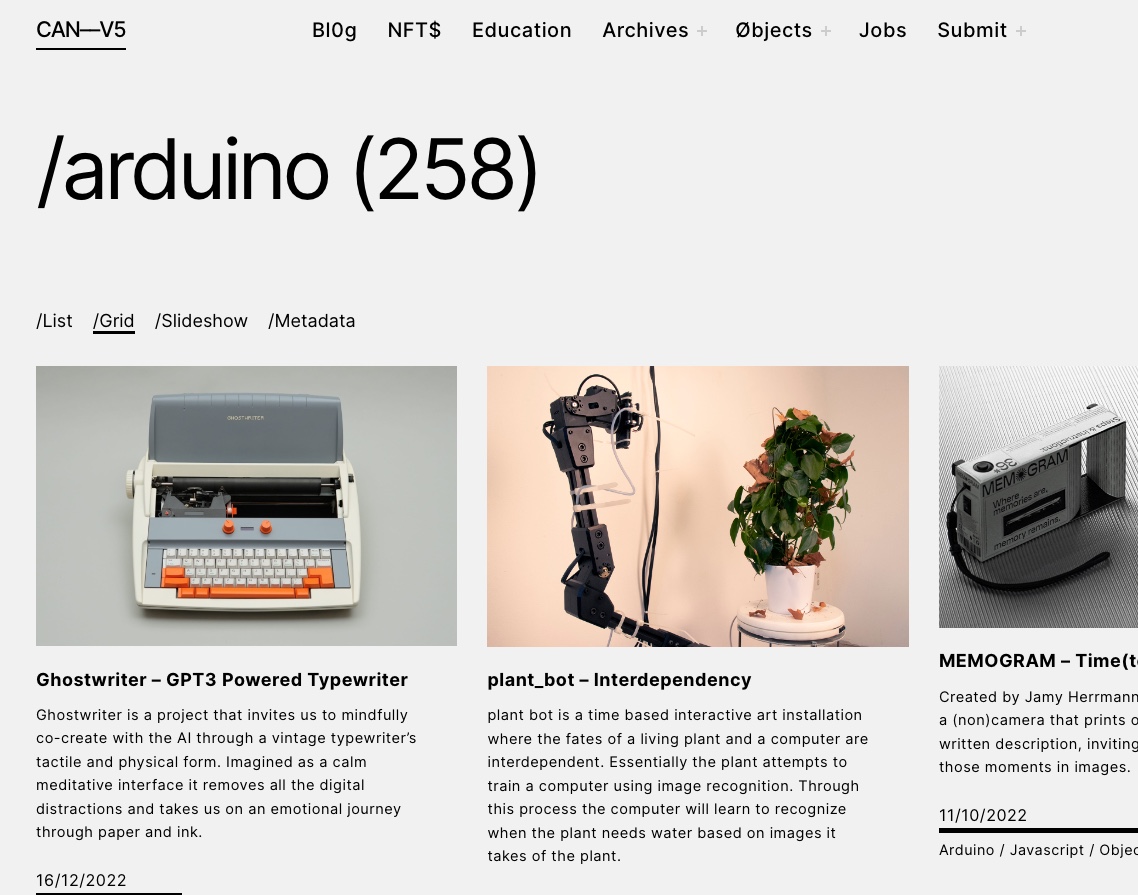 CAN—V5
Bl0g NFT$ Education Archives + Øbjects + Jobs Submit +
/arduino (258)
/List /Grid /Slideshow /Metadata
GHOSTWRITER
36
MEM GRAM
Where
memories are,
memory remains.
Ghostwriter – GPT3 Powered Typewriter
Ghostwriter is a project that invites us to mindfully
co-create with the AI through a vintage typewriter’s
tactile and physical form. Imagined as a calm
meditative interface it removes all the digital
distractions and takes us on an emotional journey
through paper and ink.
16/12/2022
plant_bot – Interdependency
plant bot is a time based interactive art installation
where the fates of a living plant and a computer are
interdependent. Essentially the plant attempts to
train a computer using image recognition. Through
this process the computer will learn to recognize
when the plant needs water based on images it
takes of the plant.
MEMOGRAM – Time(t
Created by Jamy Herrmann
a (non)camera that prints o
written description, inviting
those moments in images.
11/10/2022
Arduino / Javascript / Objec